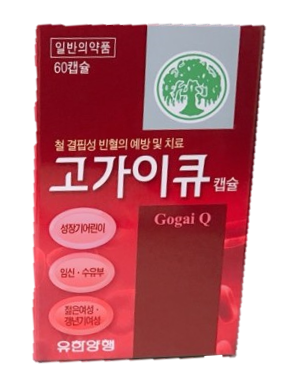 일반의약품
60캡슐
철 결핍성 빈혈의 예방 및 치료
고가이큐 캡슐
Gogai Q
성장기어린이
임신·수유부
젊은여성·
갱년기여성
유한양행